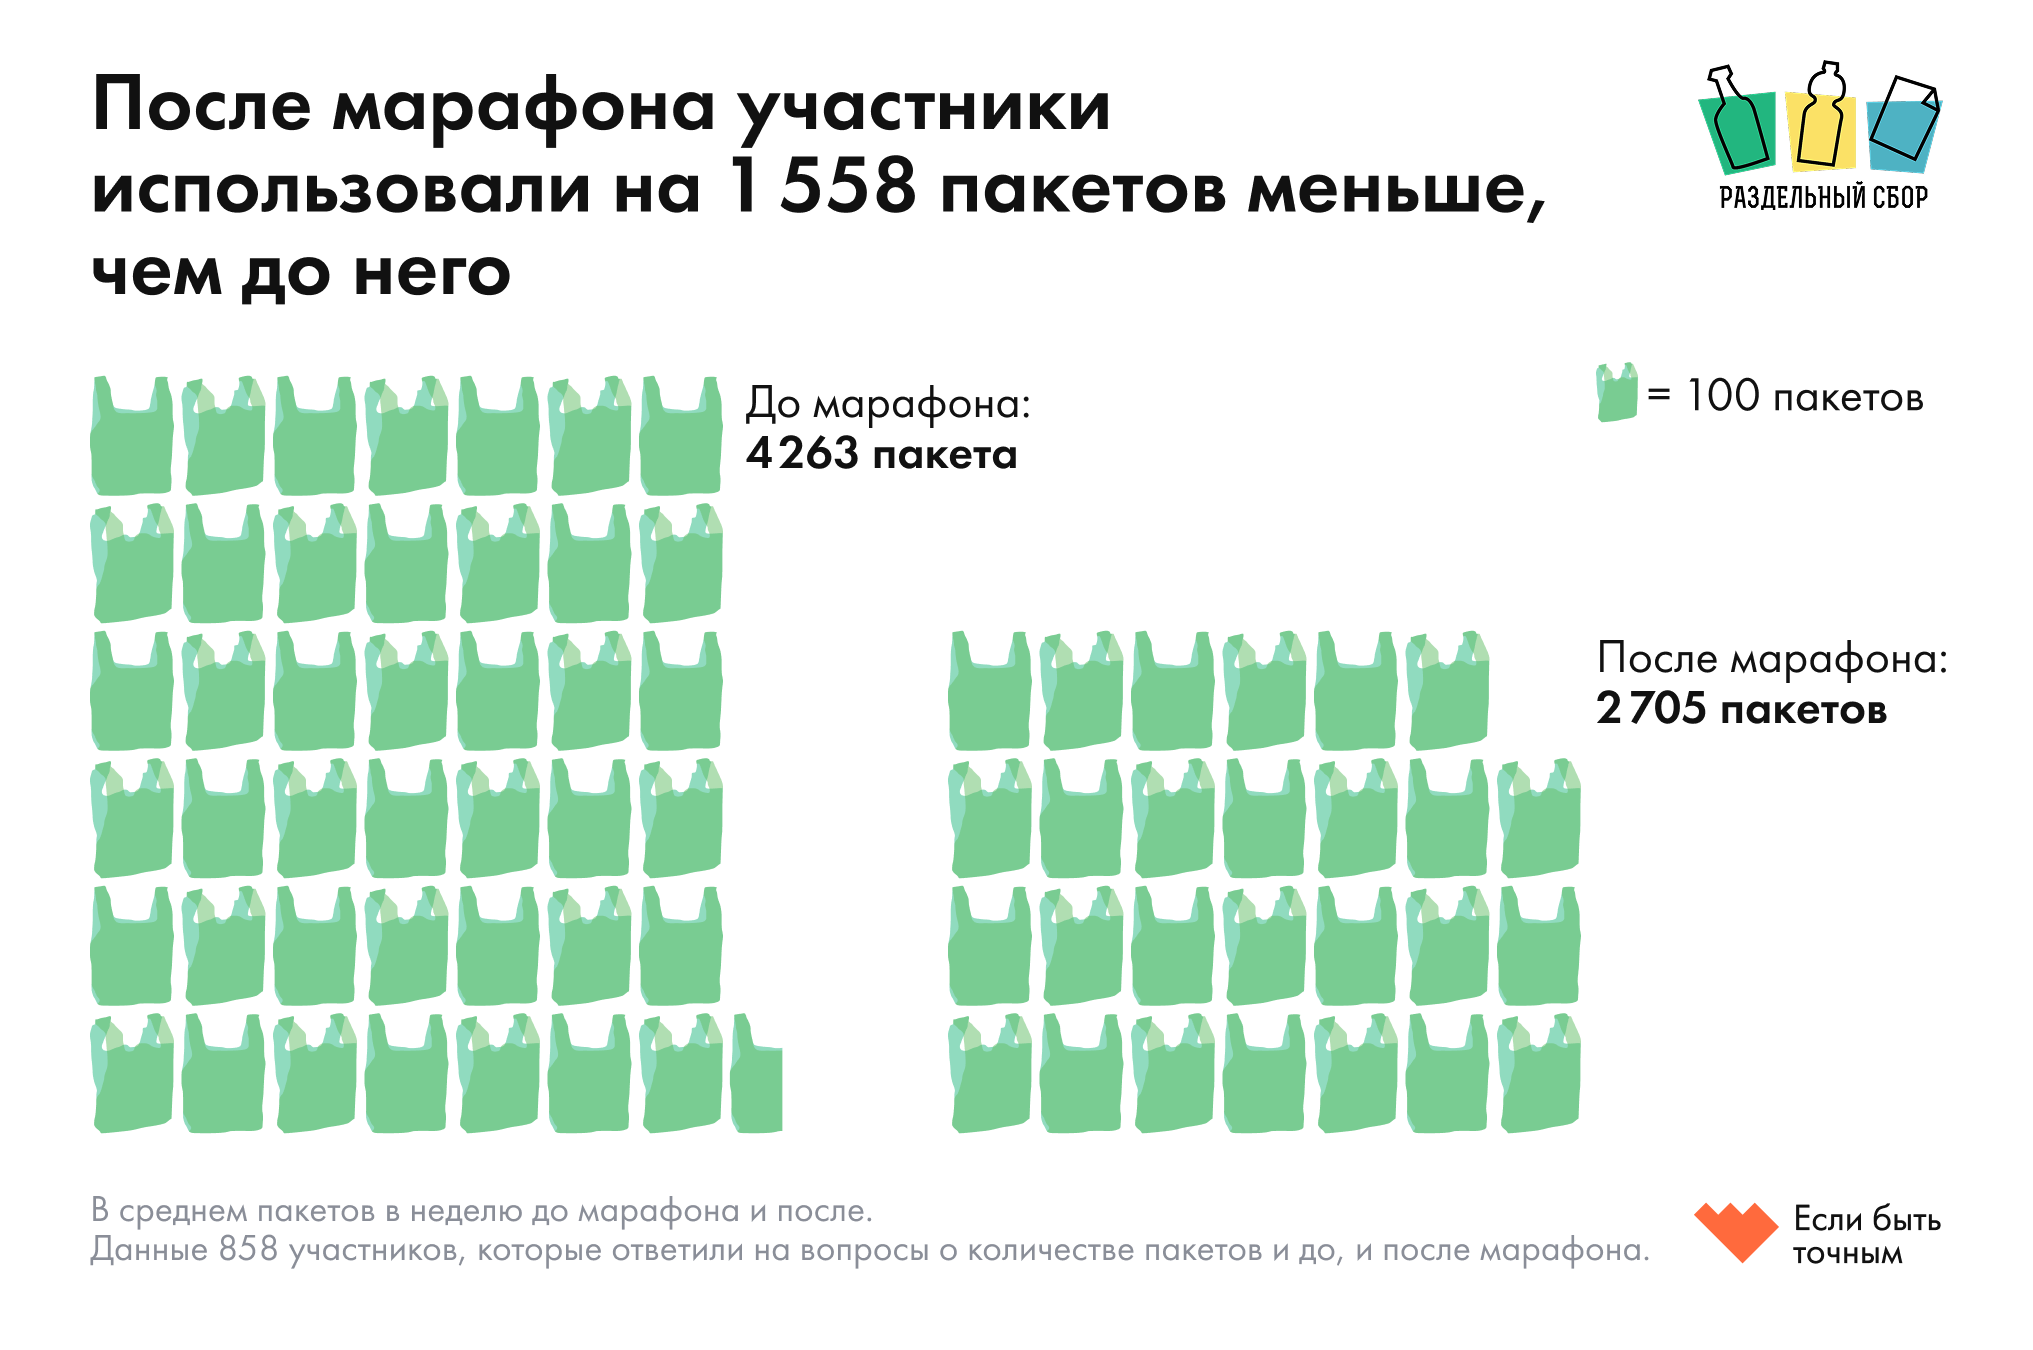 После марафона участники
использовали на 1 558 пакетов меньше,
чем до него
РАЗДЕЛЬНЫЙ СБОР
До марафона:
4 263 пакета
= 100 пакетов
После марафона:
2 705 пакетов
В среднем пакетов в неделю до марафона и после.
Данные 858 участников, которые ответили на вопросы о количестве пакетов и до, и после марафона.
Если быть
точным